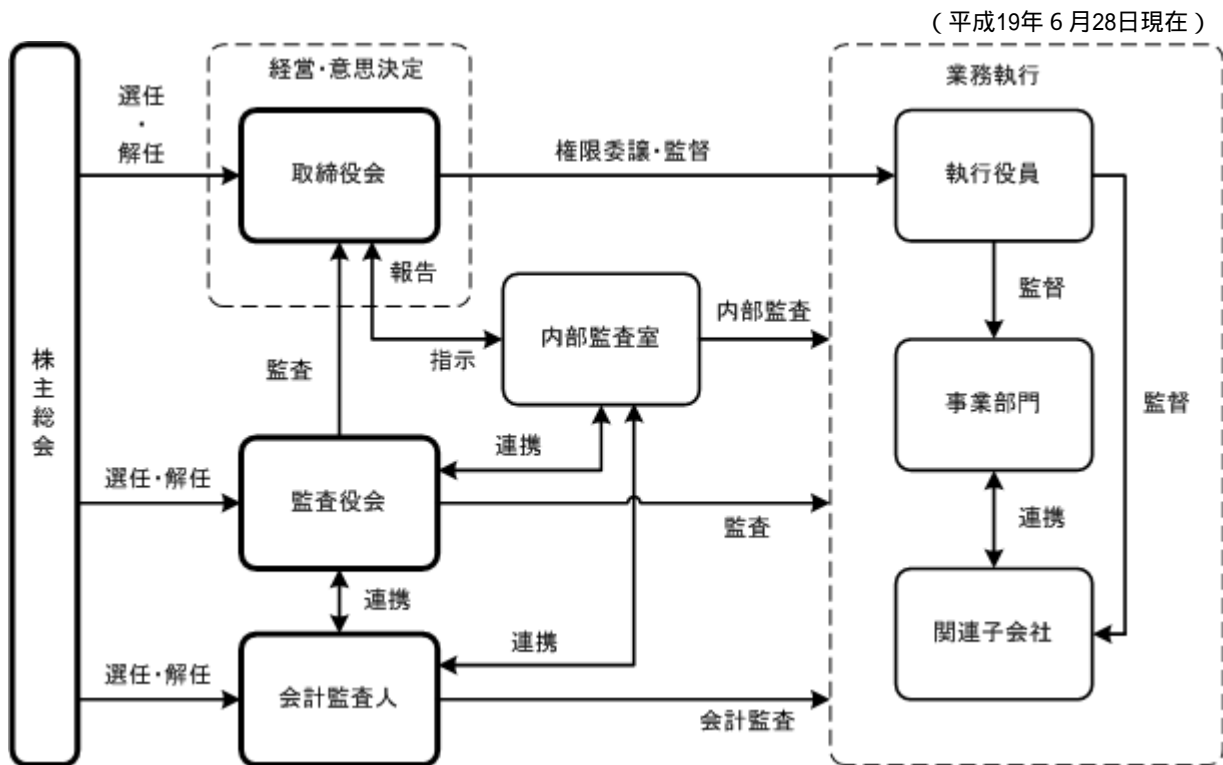 （平成19年６月28日現在）
経営・意思決定
業務執行
選任
・
解任
取締役会
権限委譲・監督
執行役員
報告
監督
内部監査室
内部監査
指示
監査
株主総会
事業部門
監督
連携
選任・解任
監査役会
監査
連携
連携
関連子会社
連携
選任・解任
会計監査人
会計監査